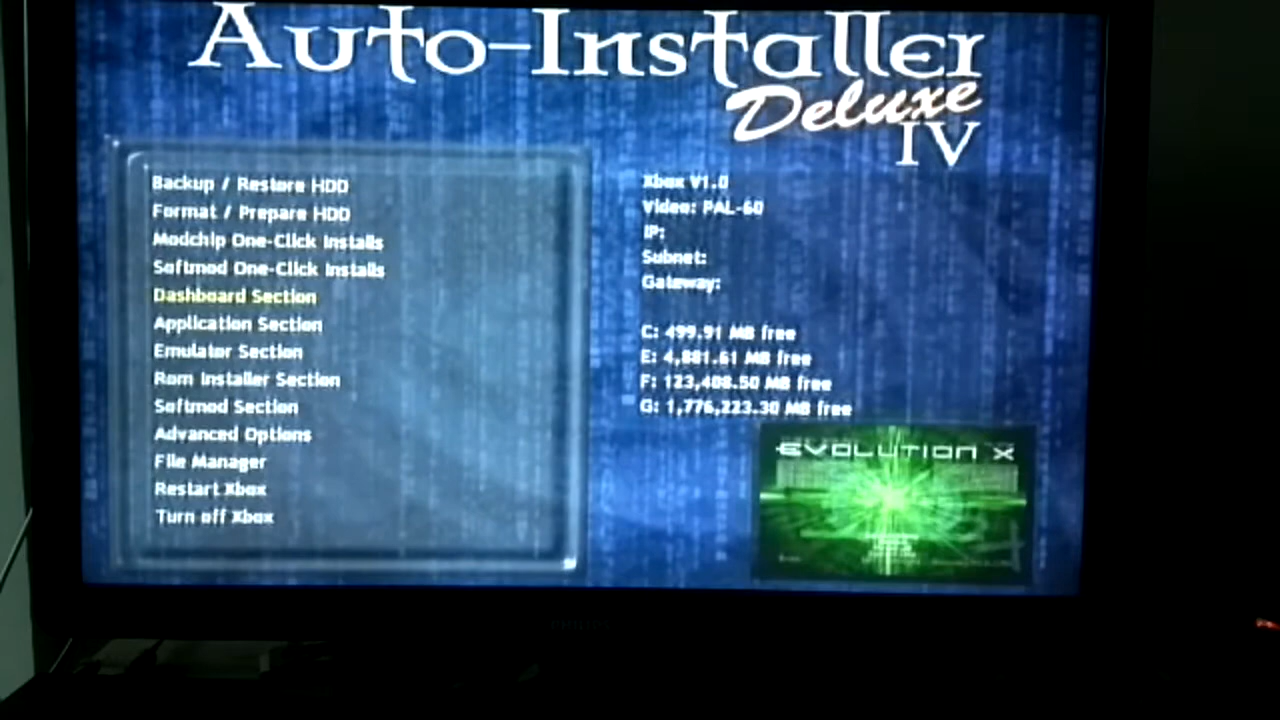 Auto-Installer
Deluxe
IV
Backup / Restore HDD
Format / Prepare HDD
Modchip One-Click Installs
Softmod One-Click Installs
Dashboard Section
Application Section
Emulator Section
Rom Installer Section
Softmod Section
Advanced Options
File Manager
Restart Xbox
Turn off Xbox
Xbox V1.0
Video: PAL-60
IP:
Subnet:
Gateway:
C: 499.91 MB free
E: 4,881.61 MB free
F: 123,408.50 MB free
G: 1,776,223.30 MB free
EVOLUTION X